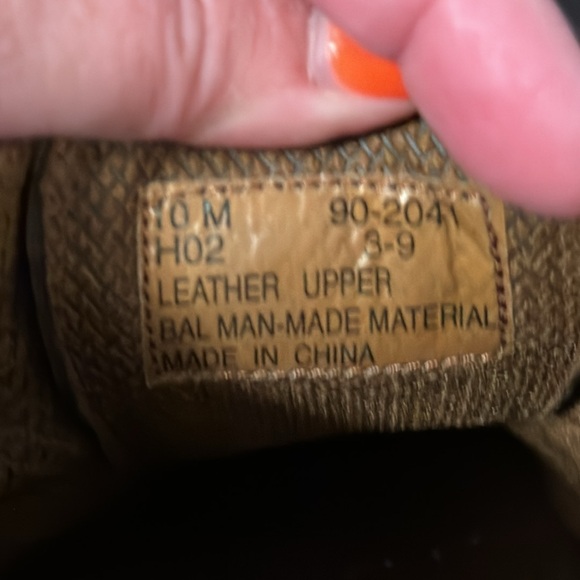 10 M 90-2041
H02 3-9
LEATHER UPPER
BAL MAN-MADE MATERIAL
MADE IN CHINA